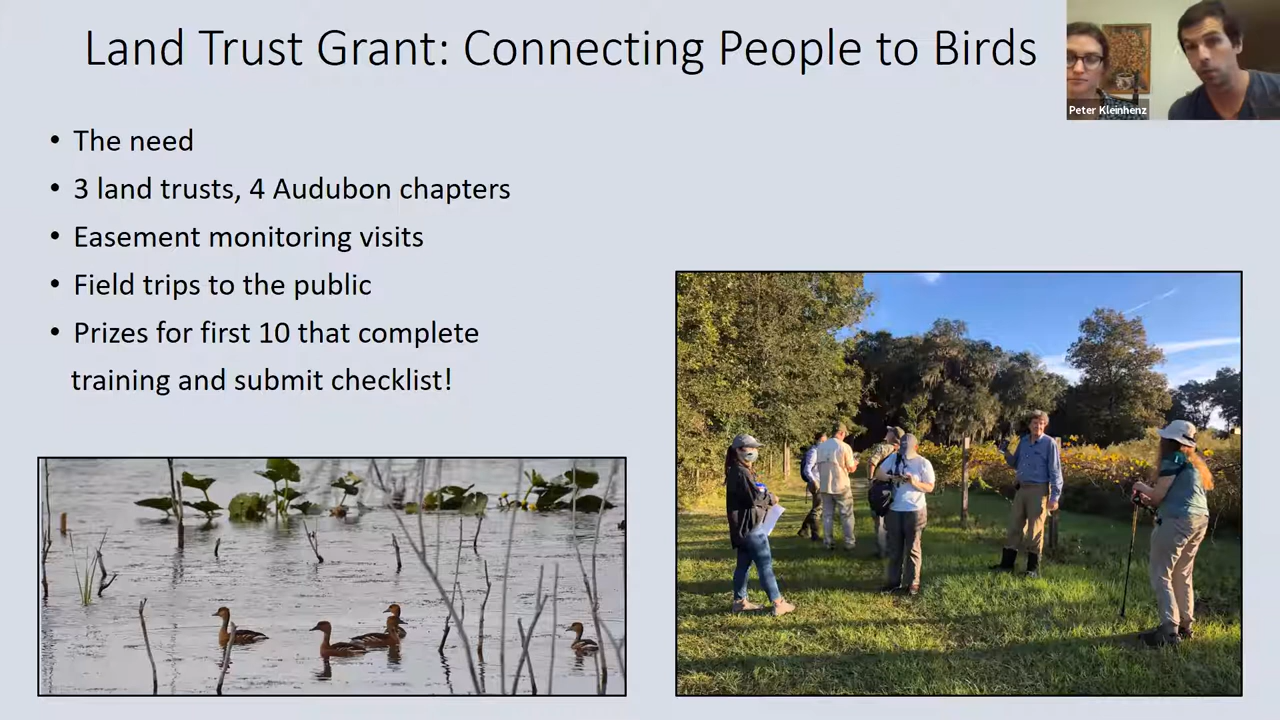 Land Trust Grant: Connecting People to Birds
Peter Kleinhenz
• The need
• 3 land trusts, 4 Audubon chapters
• Easement monitoring visits
• Field trips to the public
• Prizes for first 10 that complete
training and submit checklist!